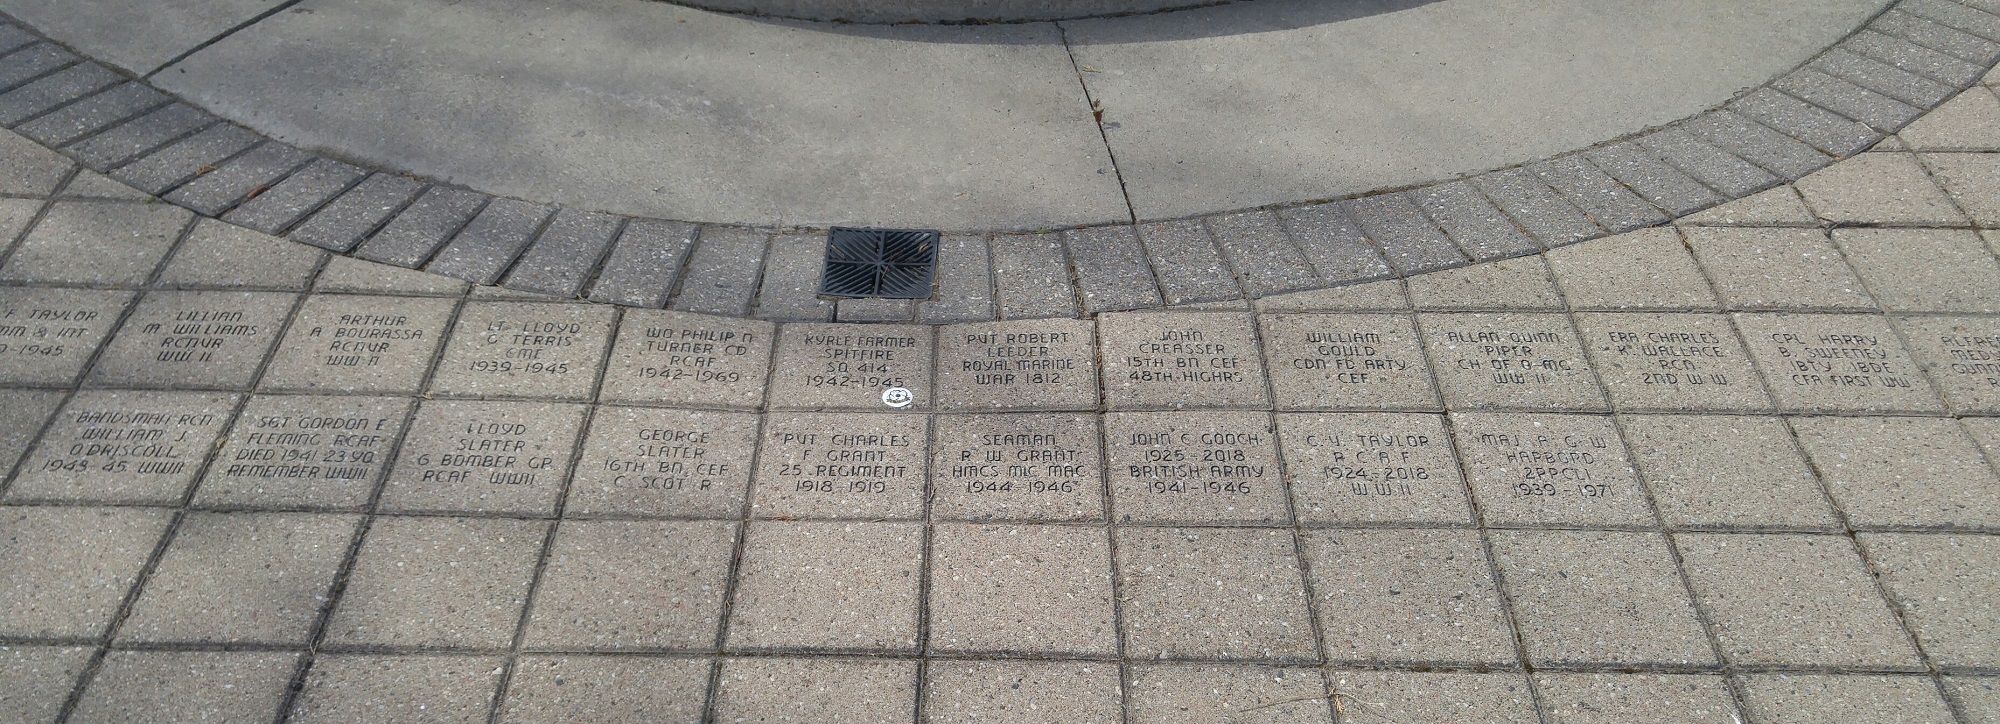 F TAYLOR
& INT
-1945
LILLIAN
M WILLIAMS
RCNVR
WW II
ARTHUR
A BOURASSA
RCNVR
WW II
LT LLOYD
G TERRIS
CMF
1939-1945
WO PHILIP N
TURNER CD
RCAF
1942-1969
KYRLE FARMER
SPITFIRE
SQ 414
1942-1945
PVT ROBERT
LEEDER
ROYAL MARINE
WAR 1812
JOHN
CREASSER
15TH BN CEF
48TH HIGHRS
WILLIAM
GOULD
CDN FD ARTY
CEF
ALLAN QUINN
PIPER
CH OF O-MC
WW II
ERA CHARLES
K WALLACE
RCN
2ND W W
CPL HARRY
B SWEENEY
CFA FIRST WW
BANDSMAN RCN
WILLIAM J
O DRISCOLL
1943 45 WWII
SGT GORDON E
FLEMING RCAF
DIED 1941 23 YO
REMEMBER WWII
LLOYD
SLATER
6 BOMBER GP
RCAF WWII
GEORGE
SLATER
16TH BN CEF
C SCOT R
PVT CHARLES
F GRANT
25 REGIMENT
1918 1919
SEAMAN
R W GRANT
HMCS MIC MAC
1944-1946
JOHN C GOOCH
1925-2018
BRITISH ARMY
1941-1946
C V TAYLOR
R C A F
1924-2018
W W II
MAJ A G W
HARBORD
2PPCLI
1939-1971